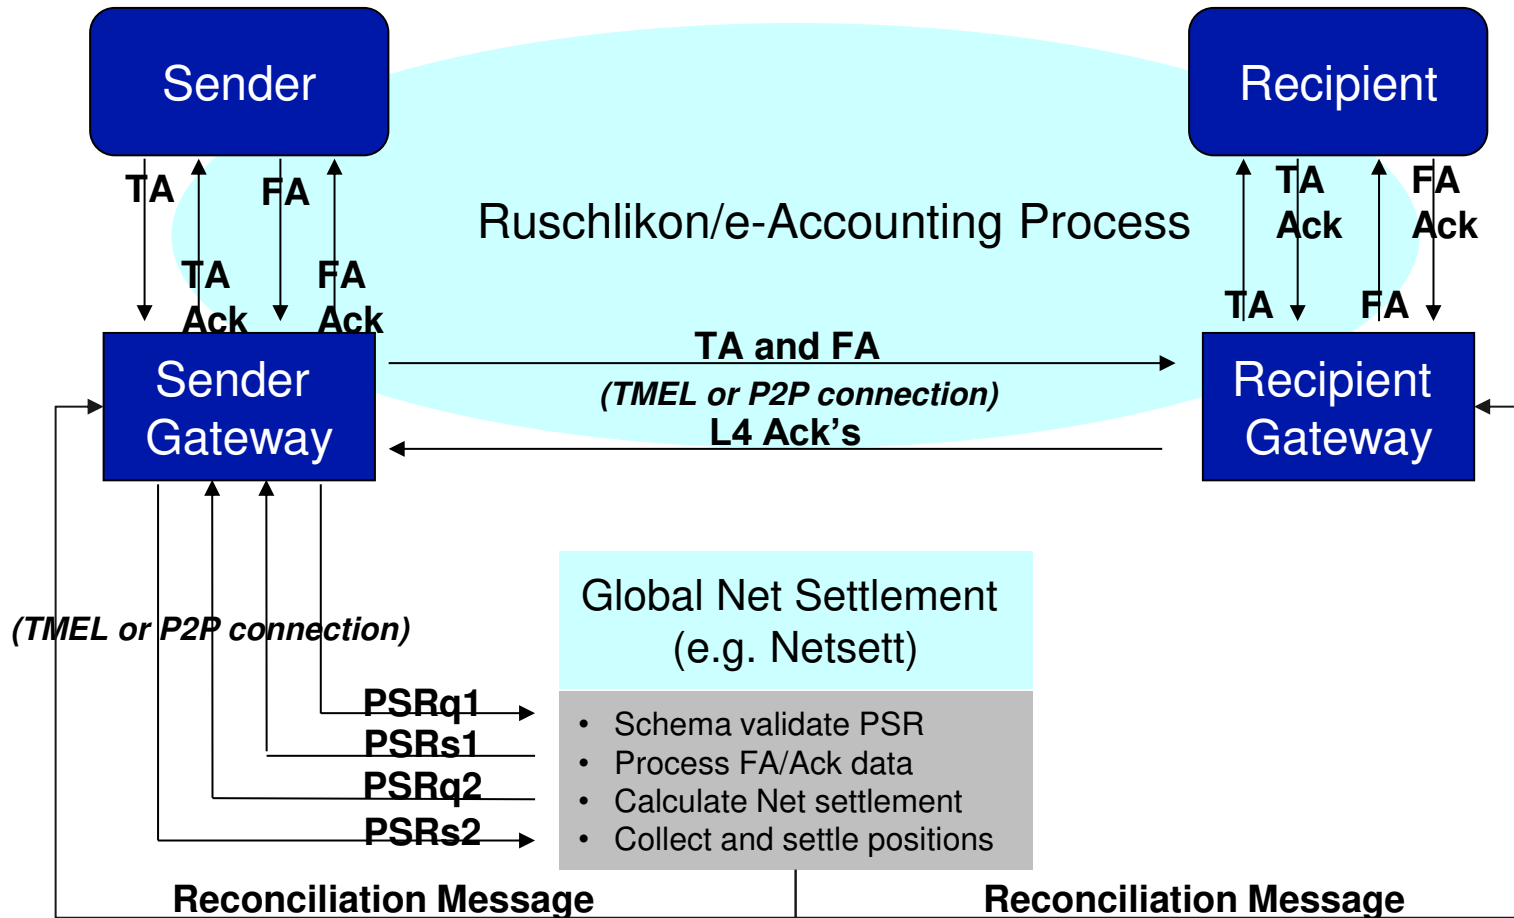 Sender
Recipient
TA
FA
TA
Ack
FA
Ack
Ruschlikon/e-Accounting Process
TA
Ack
FA
Ack
TA
FA
Sender
Gateway
TA and FA
(TMEL or P2P connection)
L4 Ack's
Recipient
Gateway
(TMEL or P2P connection)
Global Net Settlement
(e.g. Netsett)
PSRq1
PSRs1
PSRq2
PSRs2
• Schema validate PSR
• Process FA/Ack data
• Calculate Net settlement
• Collect and settle positions
Reconciliation Message
Reconciliation Message